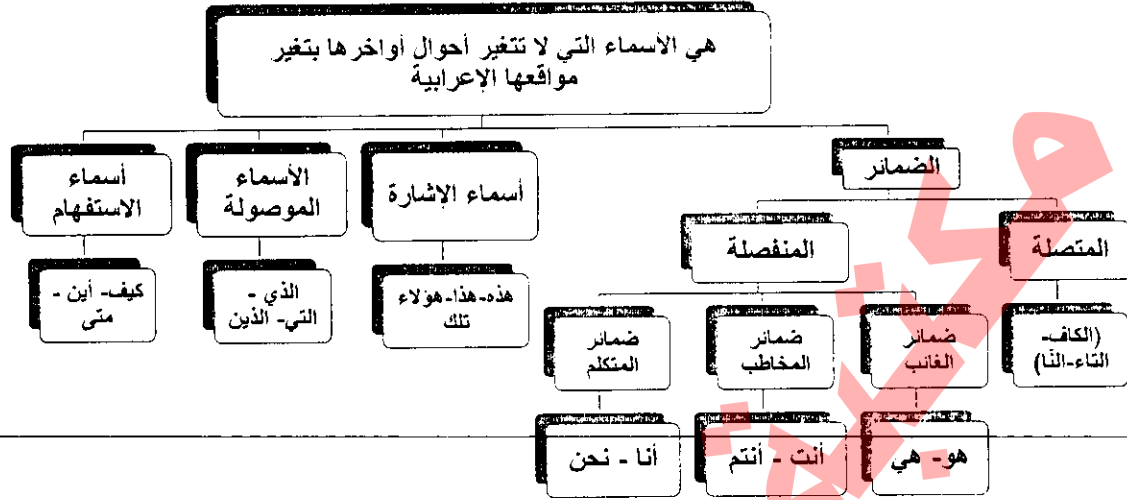 هي الأسماء التي لا تتغير أحوال أواخرها بتغير
مواقعها الإعرابية
الضمائر
أسماء الإشارة
الأسماء
الموصولة
أسماء
الاستفهام
المتصلة
المنفصلة
هذه-هذا-هؤلاء
تلك
الذي -
التي- الذين
كيف- أين -
متى
(الكاف-
التاء-النّا)
ضمائر
الغائب
ضمائر
المخاطب
ضمائر
المتكلم
هو- هي
أنت - أنتم
أنا - نحن